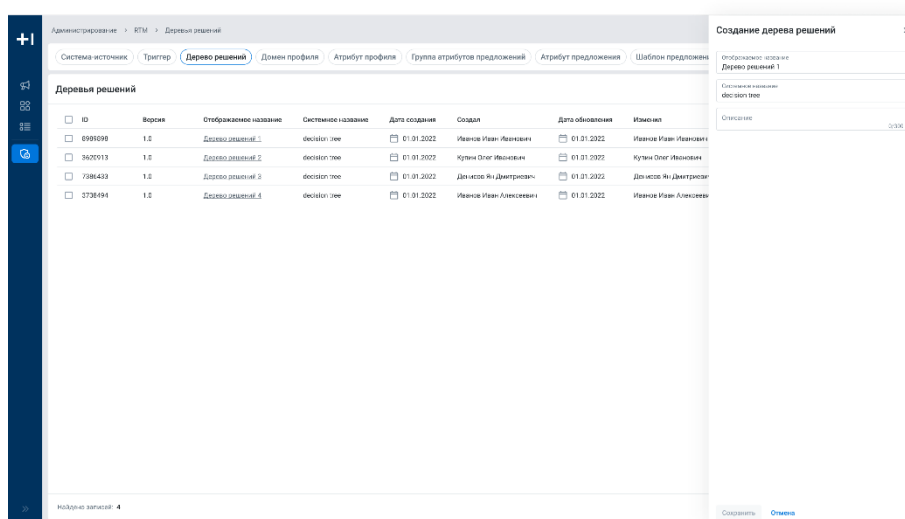 Администрирование > RTM > Деревья решений
Система-источник Триггер Дерево решений Домен профиля Атрибут профиля Группа атрибутов предложений Атрибут предложения Шаблон предложени
Деревья решений
ID Версия Отображаемое название Системное название Дата создания Создал Дата обновления Изменил
8989898 1.0 Дерево решений 1 decision tree 01.01.2022 Иванов Иван Иванович 01.01.2022 Иванов Иван Иванович
3620913 1.0 Дерево решений 2 decision tree 01.01.2022 Купин Олег Иванович 01.01.2022 Купин Олег Иванович
7386433 1.0 Дерево решений 3 decision tree 01.01.2022 Денисов Ян Дмитриевич 01.01.2022 Денисов Ян Дмитриевич
3738494 1.0 Дерево решений 4 decision tree 01.01.2022 Иванов Иван Алексеевич 01.01.2022 Иванов Иван Алексееви
Найдено записей: 4
Создание дерева решений
Отображаемое название
Дерево решений 1
Системное название
decision tree
Описание
0/300
Сохранить Отмена